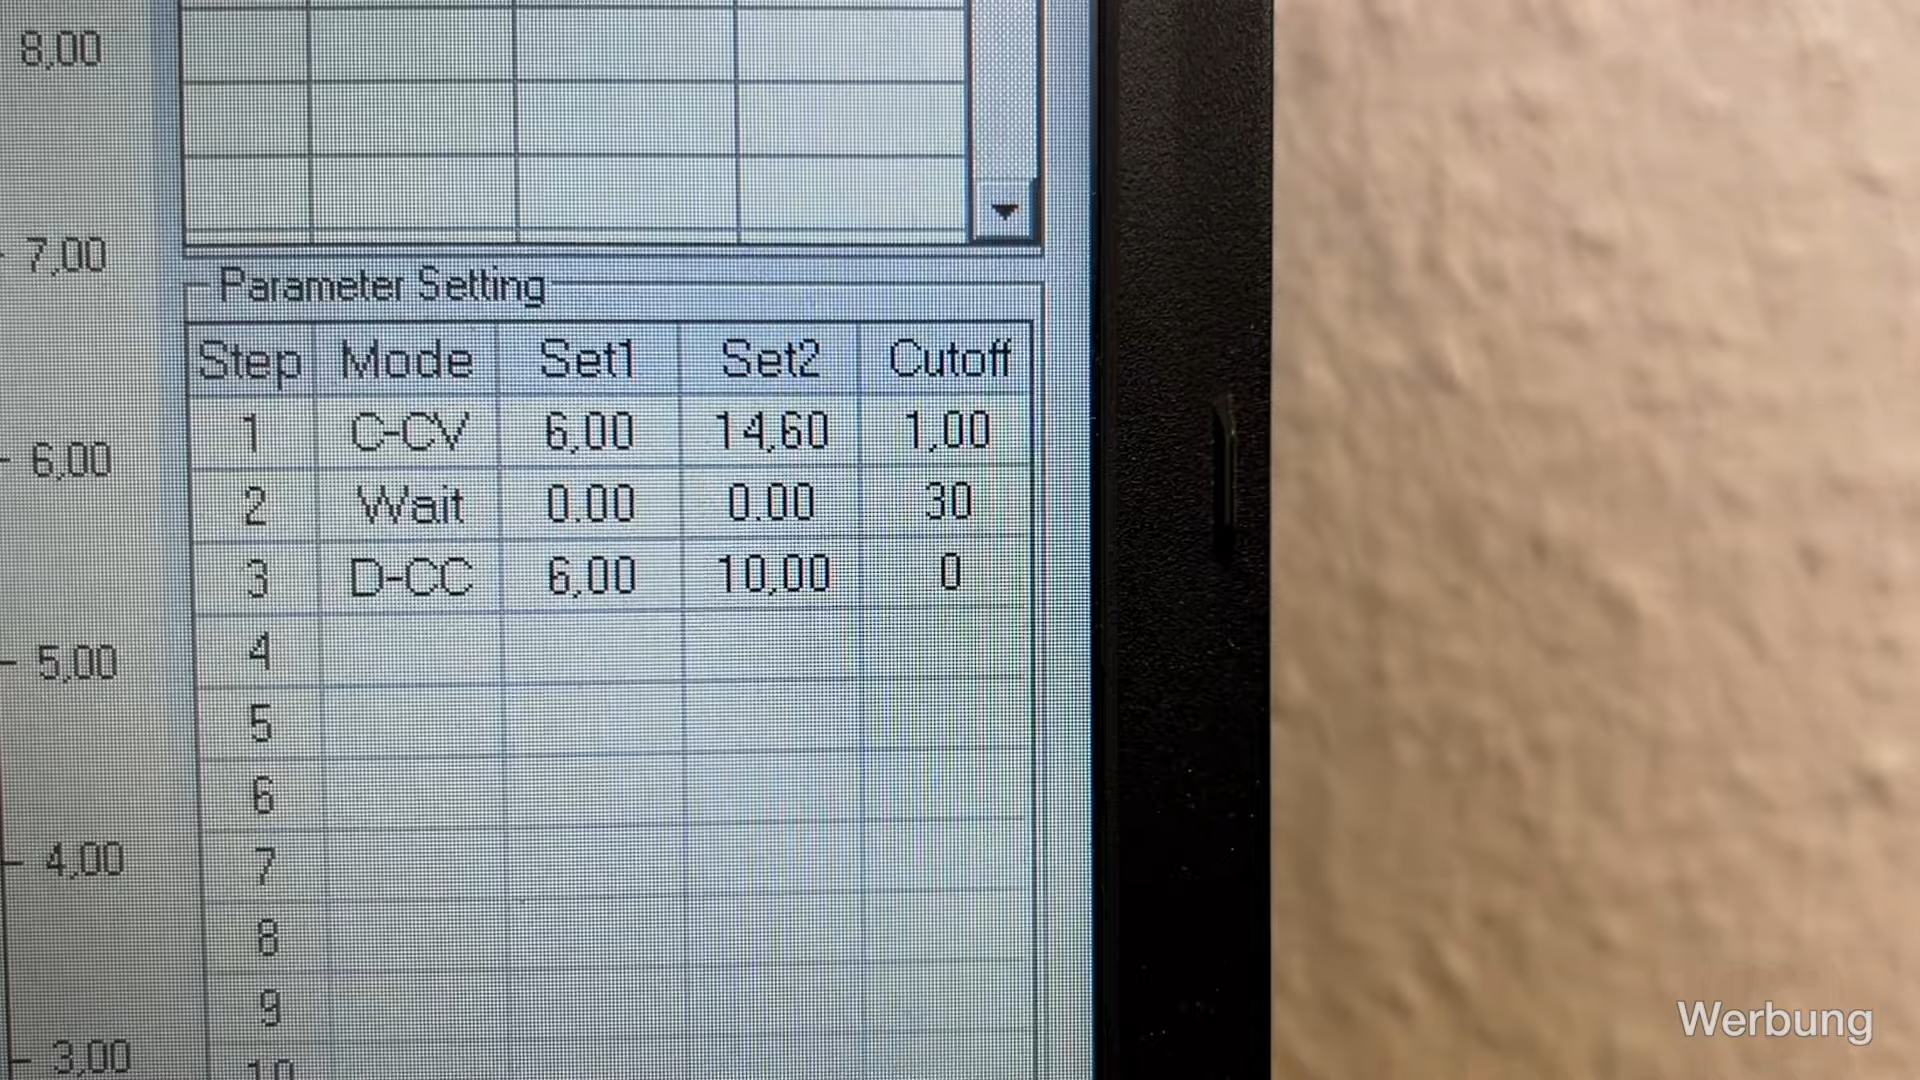 8,00
7,00
Parameter Setting
Step Mode Set1 Set2 Cutoff
1 C-CV 6,00 14,60 1,00
6,00
2 Wait 0.00 0.00 30
3 D-CC 6,00 10,00 0
4
5,00
5
6
7
4,00
8
9
3,00
10
Werbung